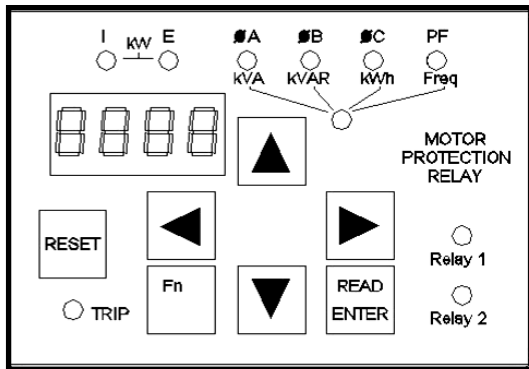 I kW E ØA ØB ØC PF
kVA kVAR kWh Freq
8888
MOTOR
PROTECTION
RELAY
RESET
Relay 1
Fn
READ
ENTER
TRIP
Relay 2